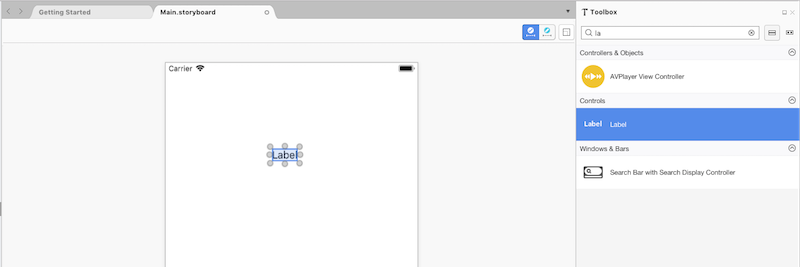 Getting Started
Main.storyboard
Toolbox
la
Controllers & Objects
AVPlayer View Controller
Controls
Label Label
Windows & Bars
Search Bar with Search Display Controller
Carrier
Label